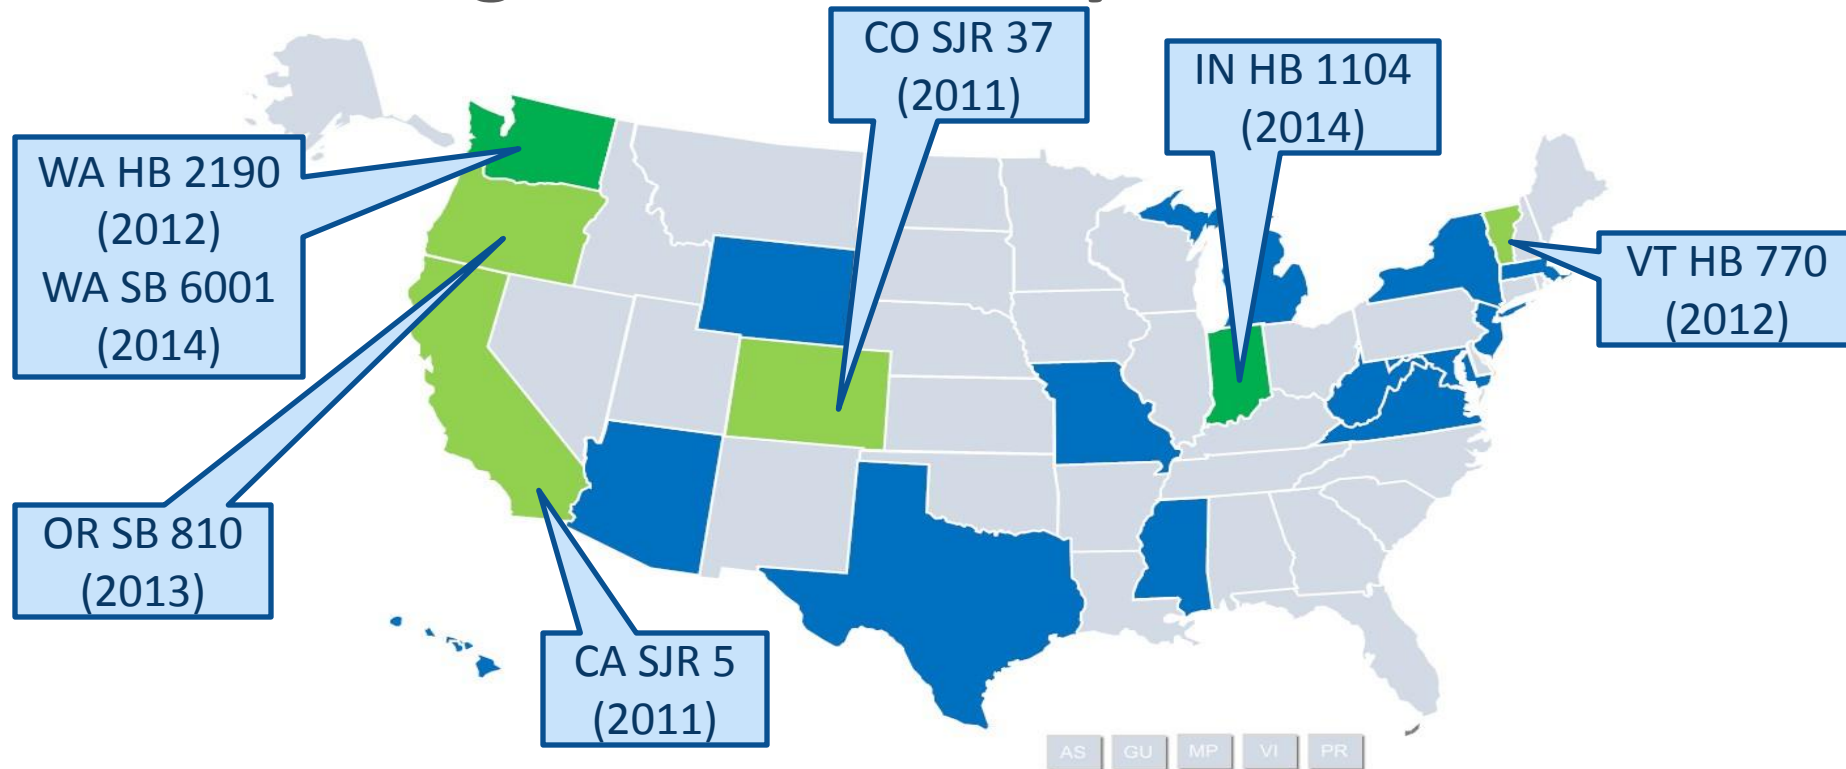 CO SJR 37
(2011)
IN HB 1104
(2014)
WA HB 2190
(2012)
WA SB 6001
(2014)
VT HB 770
(2012)
OR SB 810
(2013)
CA SJR 5
(2011)
AS GU MP VI PR